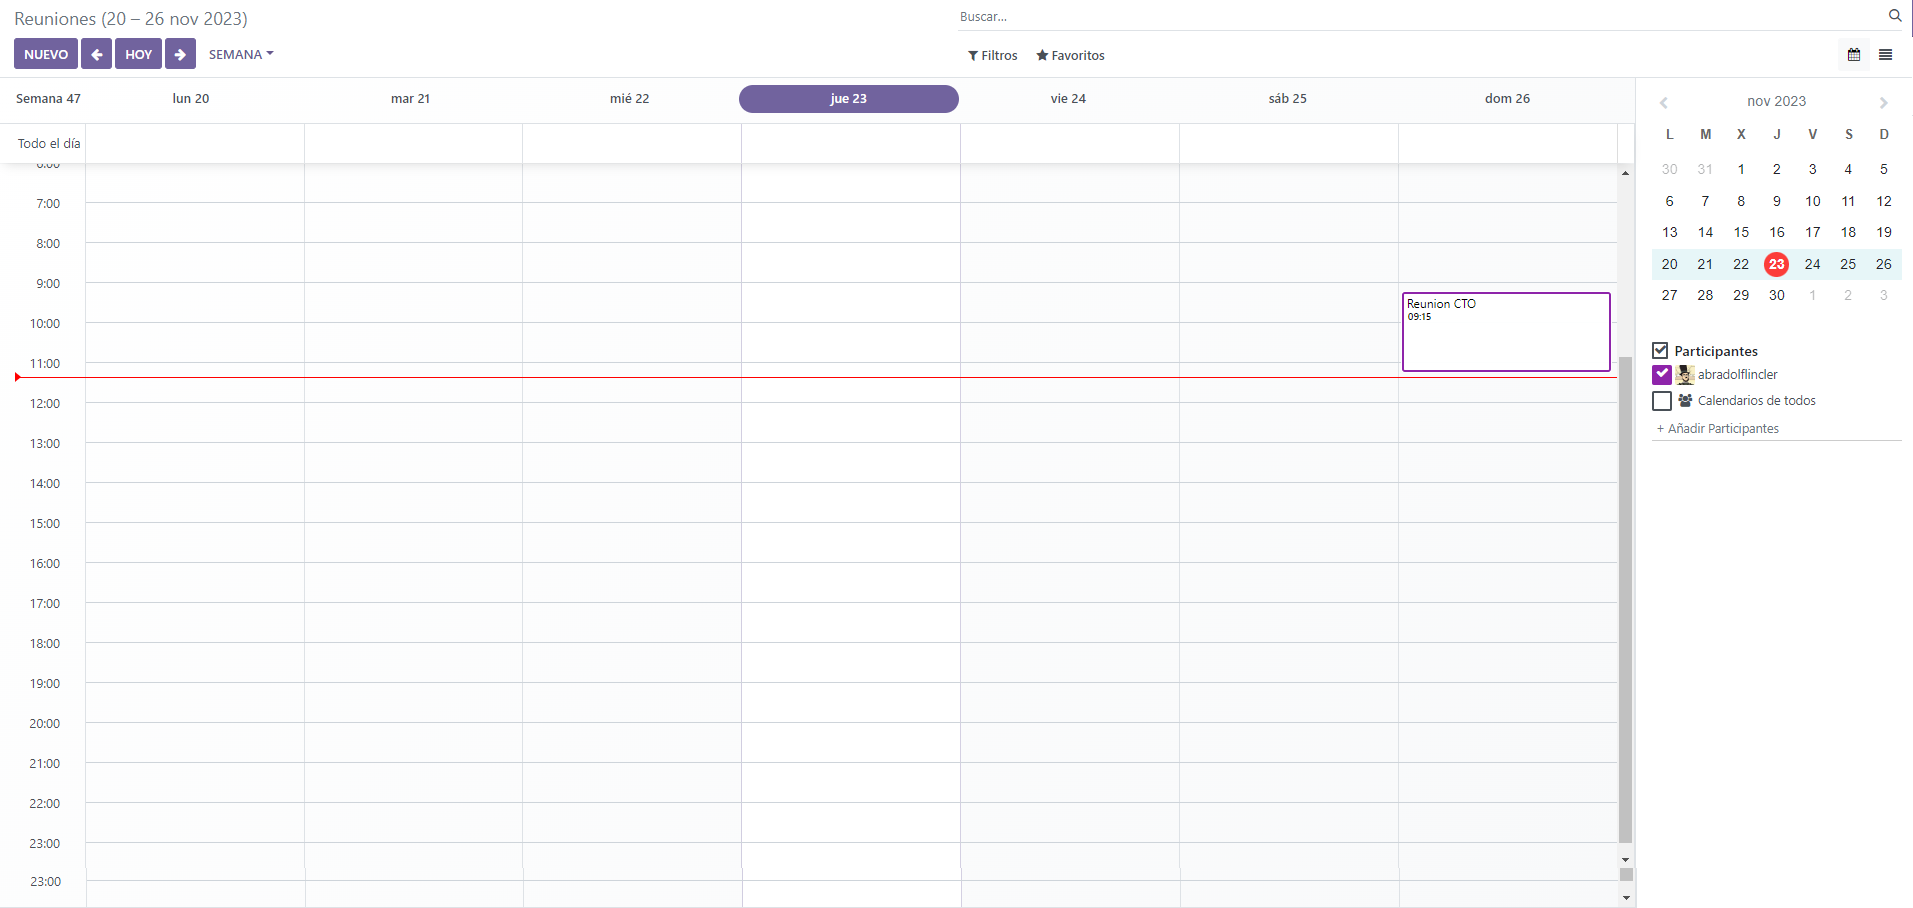 Reuniones (20 – 26 nov 2023)
Buscar...
NUEVO HOY SEMANA
Filtros Favoritos
Semana 47 lun 20 mar 21 mié 22 jue 23 vie 24 sáb 25 dom 26
Todo el día
7:00
8:00
9:00
10:00
11:00
12:00
13:00
14:00
15:00
16:00
17:00
18:00
19:00
20:00
21:00
22:00
23:00
23:00
Reunion CTO
09:15
nov 2023
L M X J V S D
30 31 1 2 3 4 5
6 7 8 9 10 11 12
13 14 15 16 17 18 19
20 21 22 23 24 25 26
27 28 29 30 1 2 3
Participantes
abradolflincler
Calendarios de todos
+ Añadir Participantes